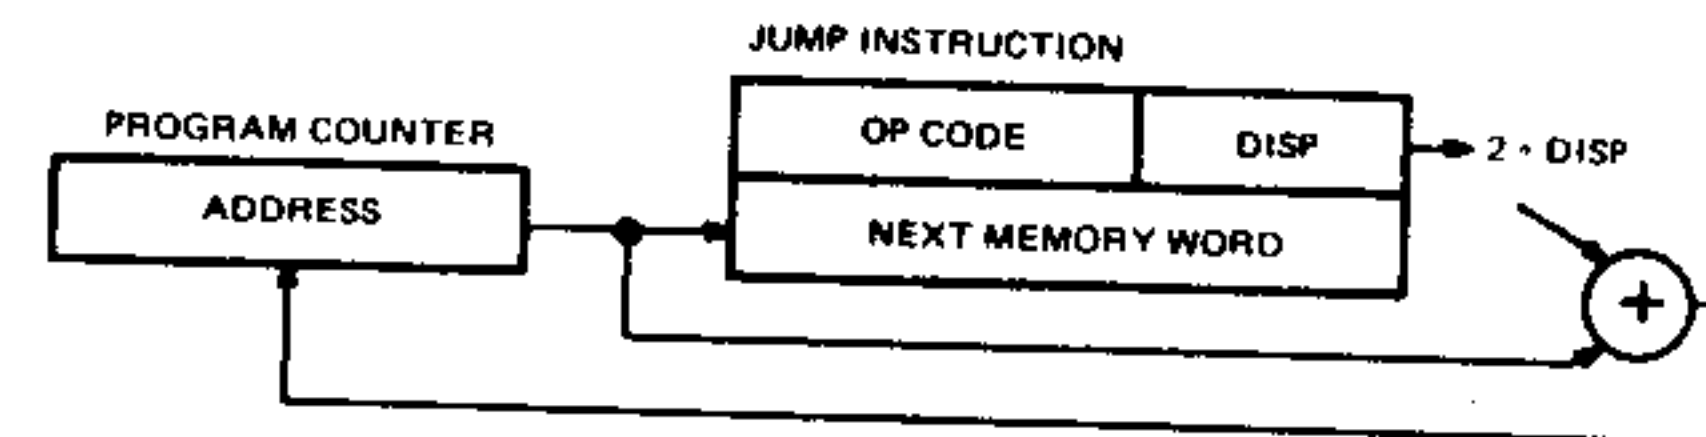 JUMP INSTRUCTION
PROGRAM COUNTER
OP CODE
DISP
2 • DISP
ADDRESS
NEXT MEMORY WORD
+